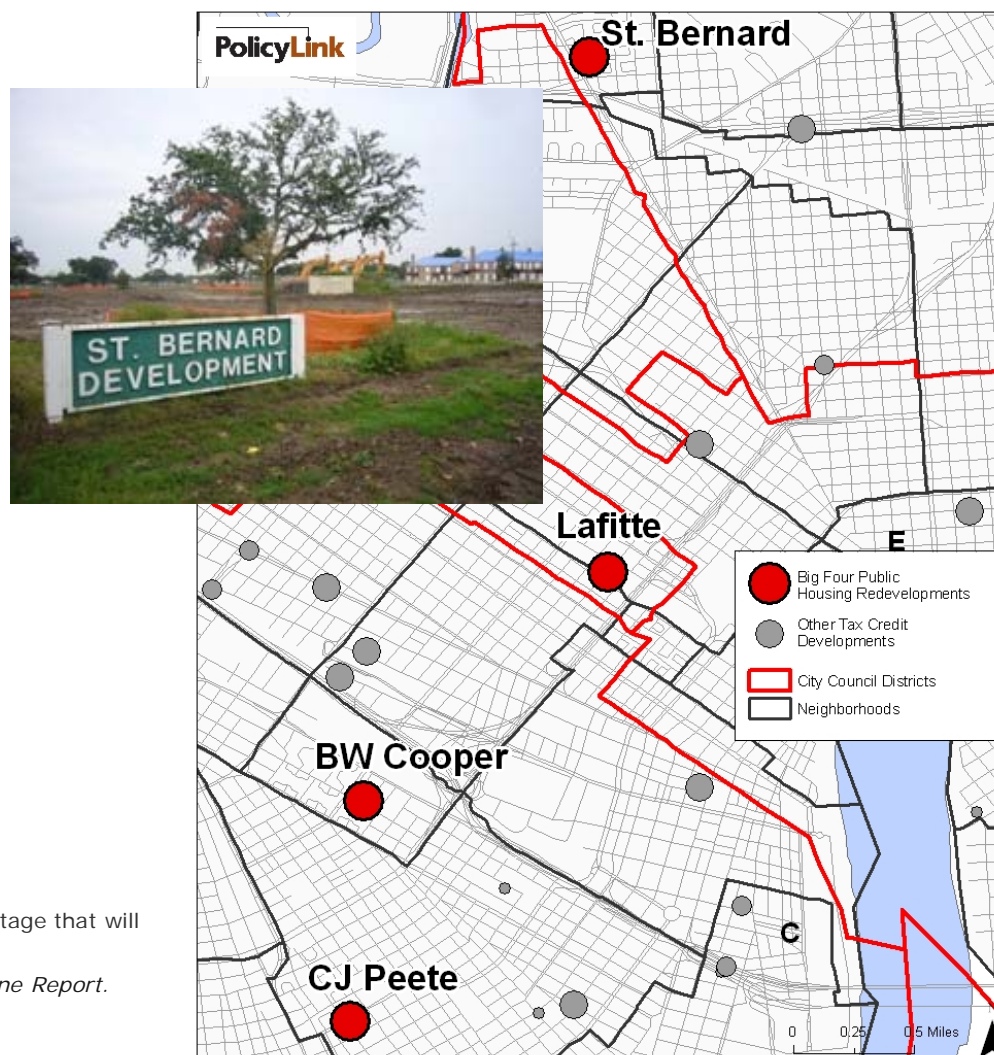 PolicyLink
St. Bernard
ST. BERNARD
DEVELOPMENT
Lafitte
E
Big Four Public
Housing Redevelopments
Other Tax Credit
Developments
City Council Districts
Neighborhoods
BW Cooper
C
tage that will
CJ Peete
ne Report.
0 0.25 0.5 Miles